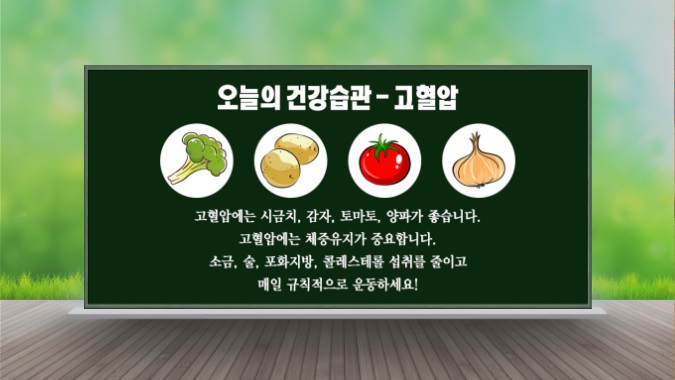 오늘의 건강습관 - 고혈압
고혈압에는 시금치, 감자, 토마토, 양파가 좋습니다.
고혈압에는 체중유지가 중요합니다.
소금, 술, 포화지방, 콜레스테롤 섭취를 줄이고
매일 규칙적으로 운동하세요!